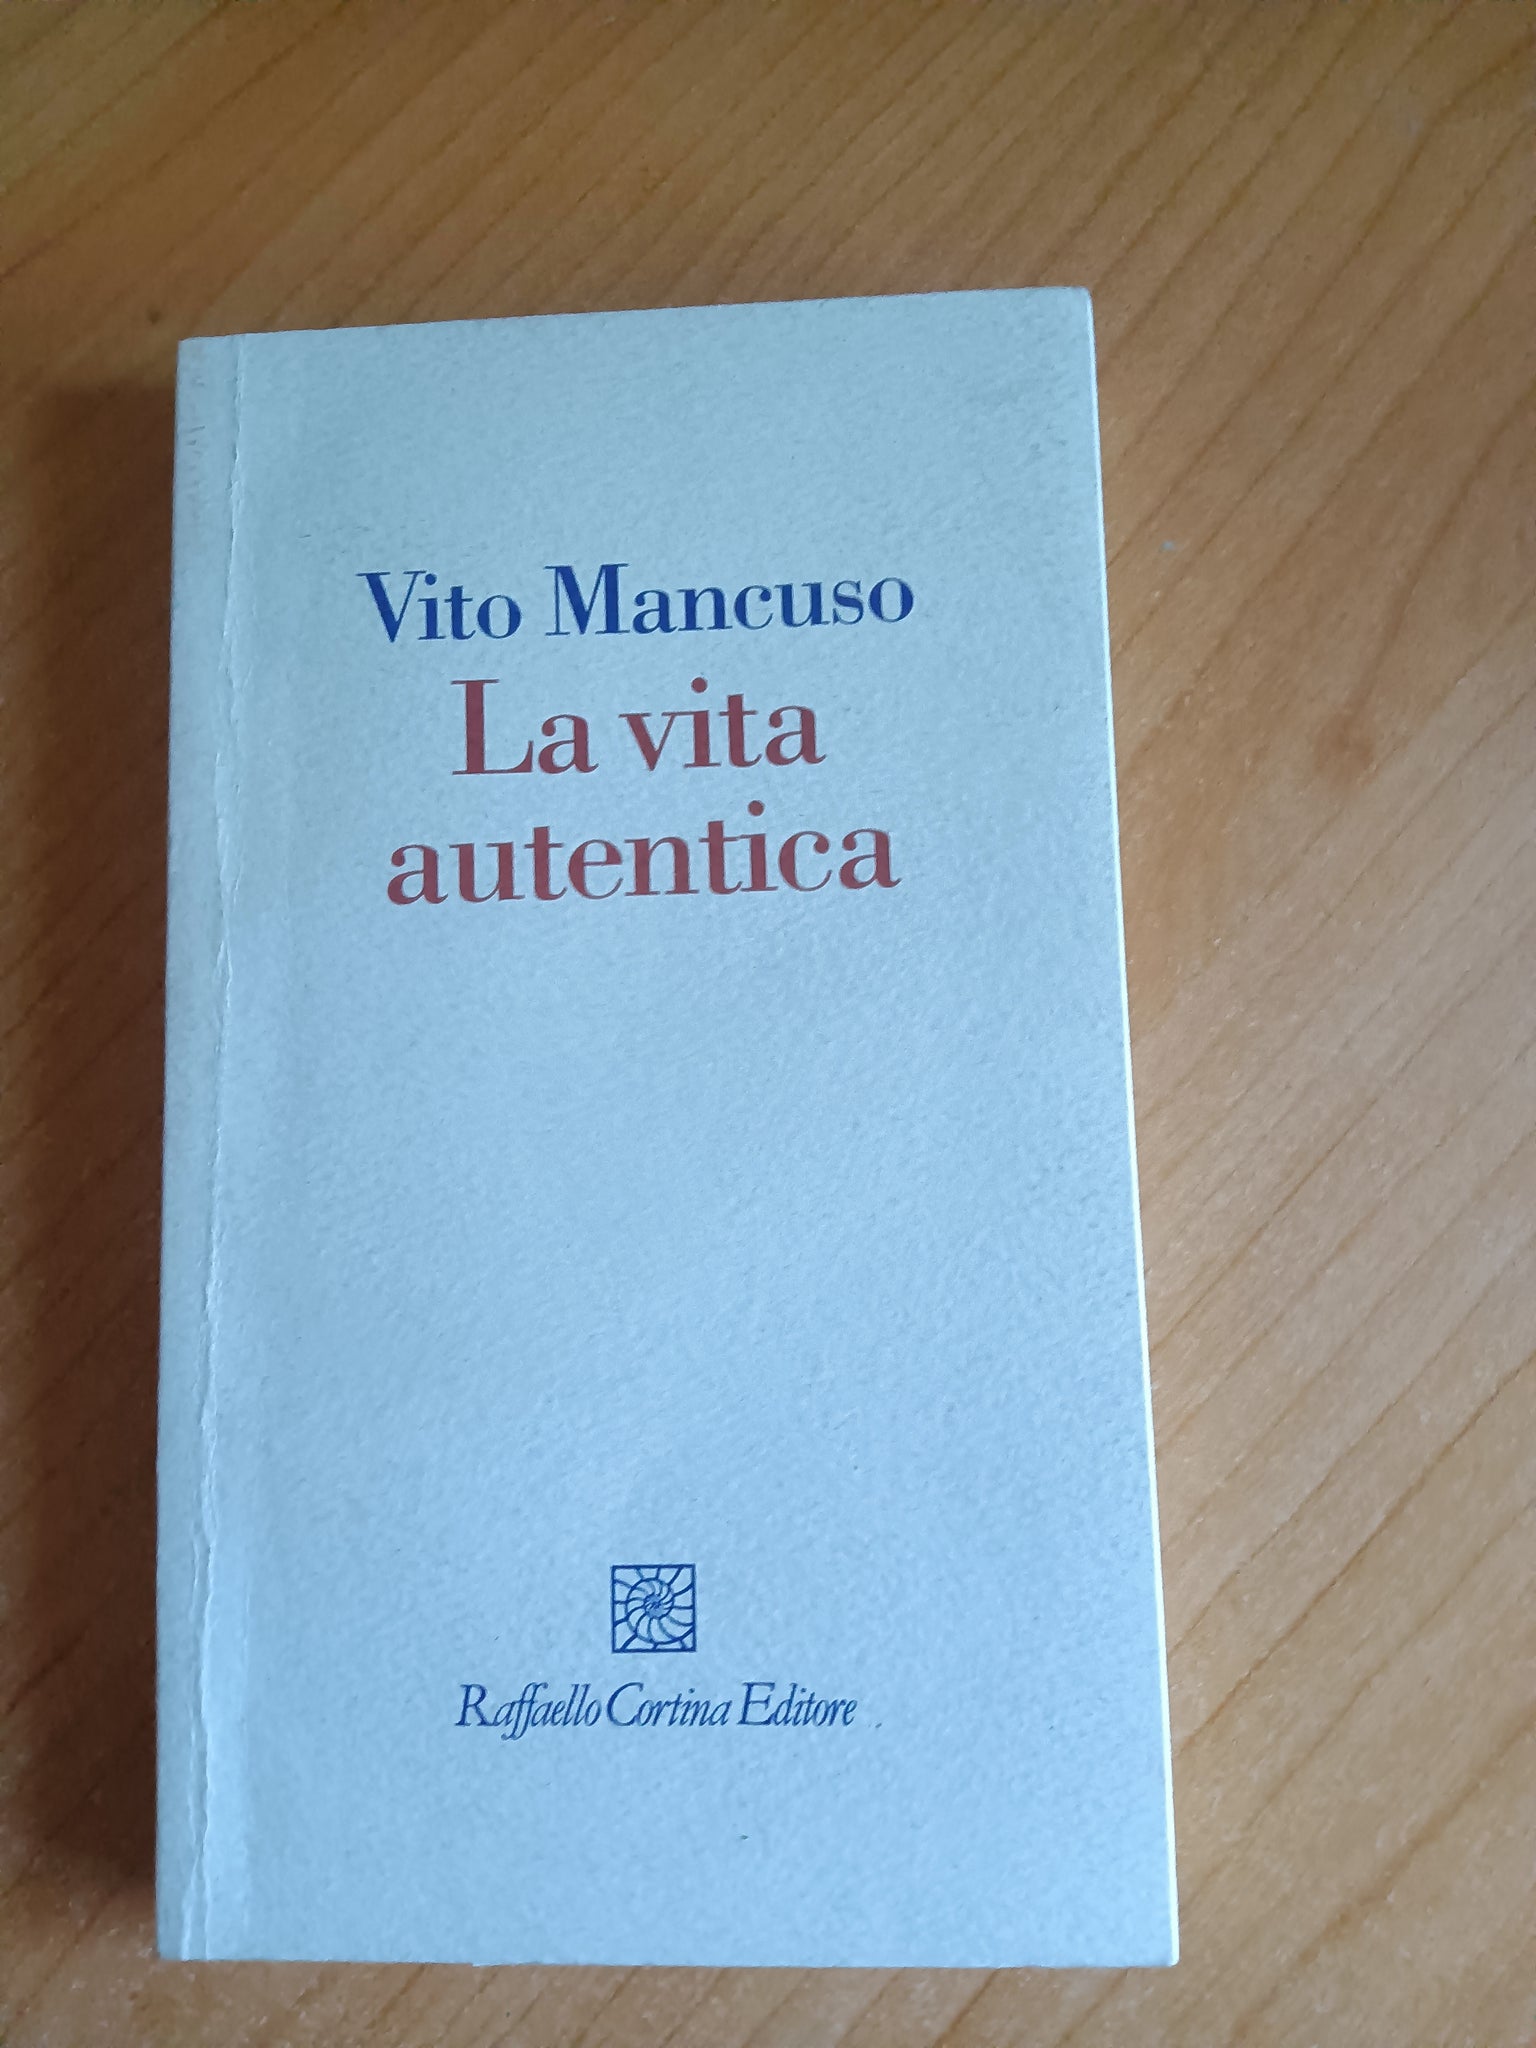 Vito Mancuso
La vita
autentica
Raffaello Cortina Editore